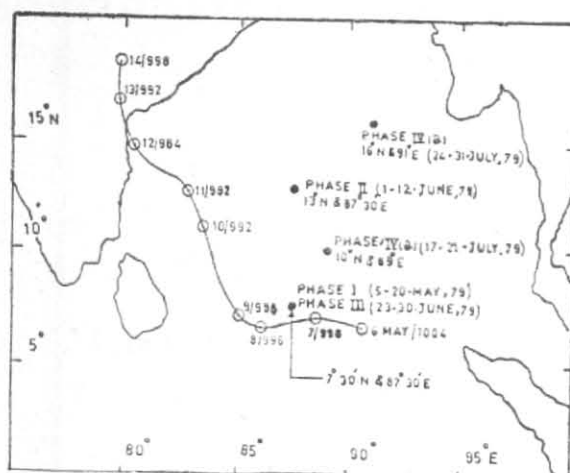 14/998
13/992
15°N
12/984
PHASE IV(B)
16°N & 91°E (24-31-JULY, 79)
11/992
PHASE II (1-12-JUNE, 79)
13°N & 87°30'E
10/992
10°
PHASE IV(A) (17-21-JULY, 79)
10°N & 89°E
PHASE I (5-20-MAY, 79)
PHASE III (23-30-JUNE, 79)
9/998
8/996
7/998
6 MAY/1004
5°
7°30'N & 87°30'E
80°
85°
90°
95°E